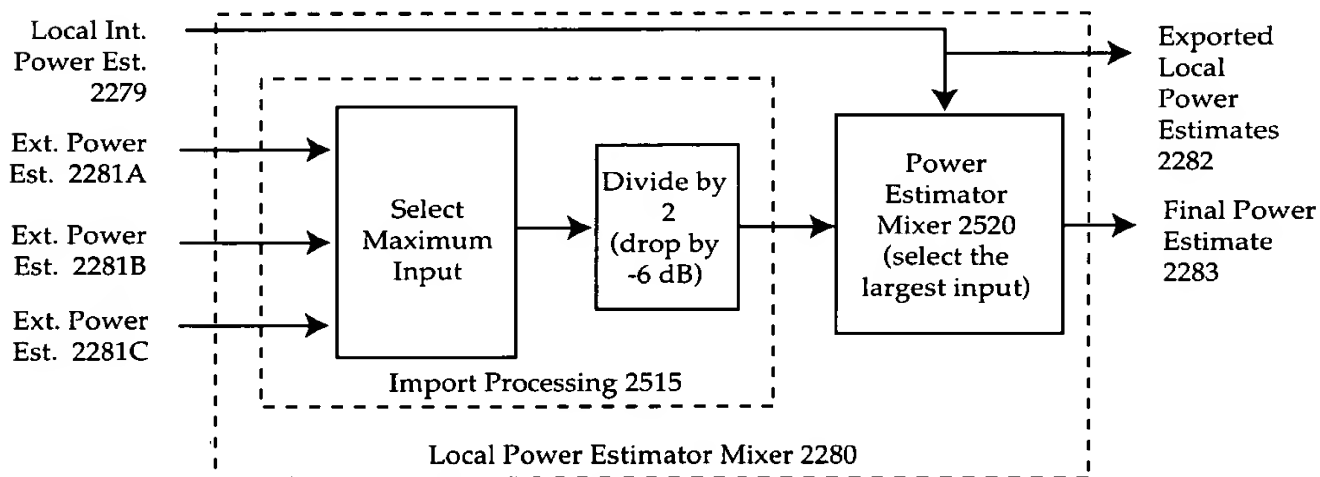 Local Int.
Power Est.
2279
Ext. Power
Est. 2281A
Ext. Power
Est. 2281B
Ext. Power
Est. 2281C
Select
Maximum
Input
Divide by
2
(drop by
-6 dB)
Import Processing 2515
Power
Estimator
Mixer 2520
(select the
largest input)
Local Power Estimator Mixer 2280
Exported
Local
Power
Estimates
2282
Final Power
Estimate
2283